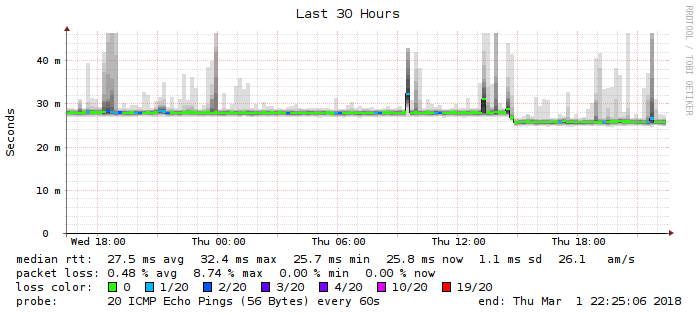 Last 30 Hours
RRDTOOL / TOBI OETIKER
Seconds
40 m
30 m
20 m
10 m
0
Wed 18:00 Thu 00:00 Thu 06:00 Thu 12:00 Thu 18:00
median rtt: 27.5 ms avg 32.4 ms max 25.7 ms min 25.8 ms now 1.1 ms sd 26.1 am/s
packet loss: 0.48 % avg 8.74 % max 0.00 % min 0.00 % now
loss color: 0 1/20 2/20 3/20 4/20 10/20 19/20
probe: 20 ICMP Echo Pings (56 Bytes) every 60s end: Thu Mar 1 22:25:06 2018